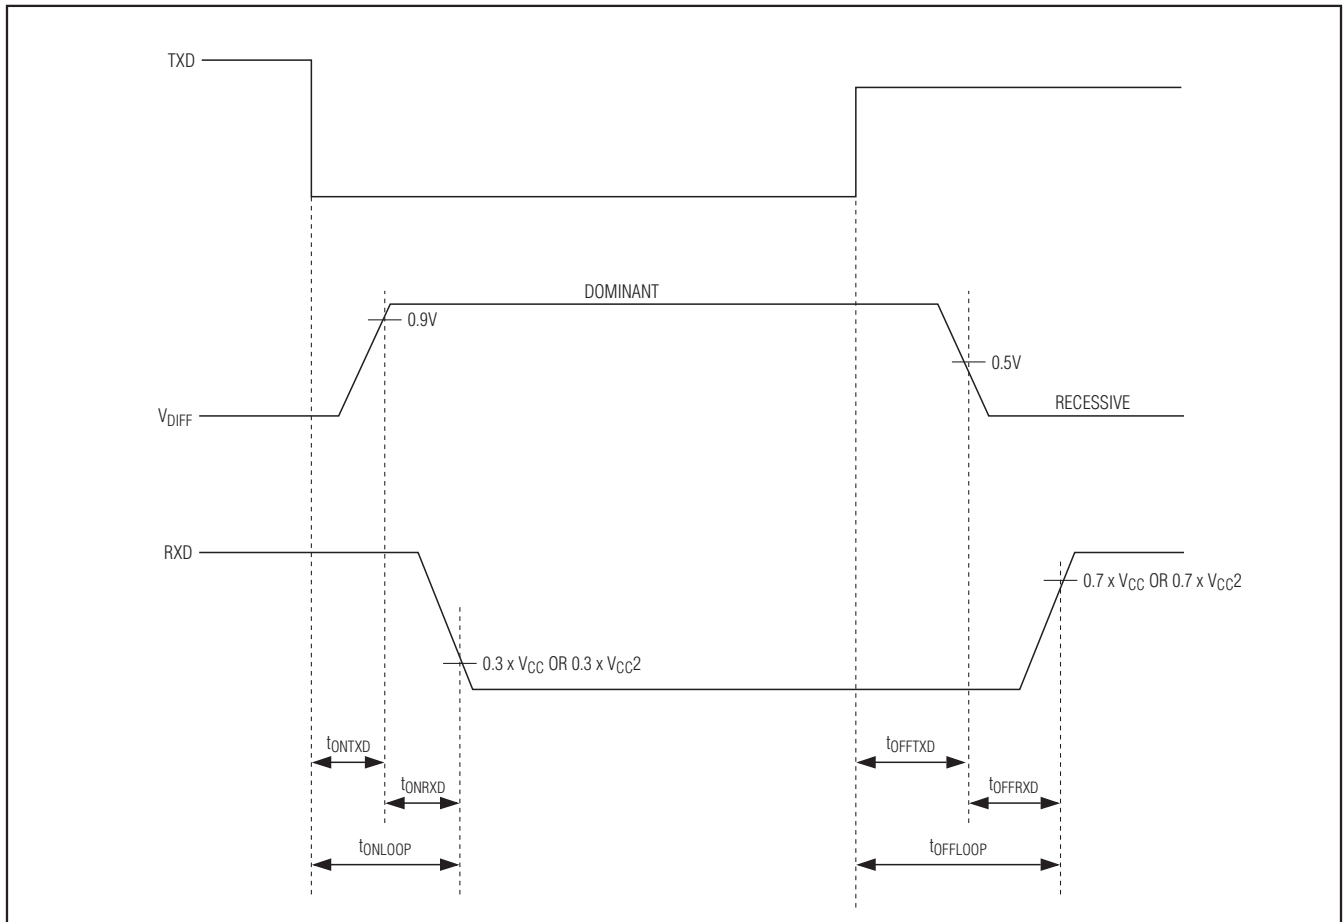 TXD
DOMINANT
0.9V
0.5V
VDIFF
RECESSIVE
RXD
0.7 x VCC OR 0.7 x VCC2
0.3 x VCC OR 0.3 x VCC2
tONTXD
tOFFTXD
tONRXD
tOFFRXD
tONLOOP
tOFFLOOP